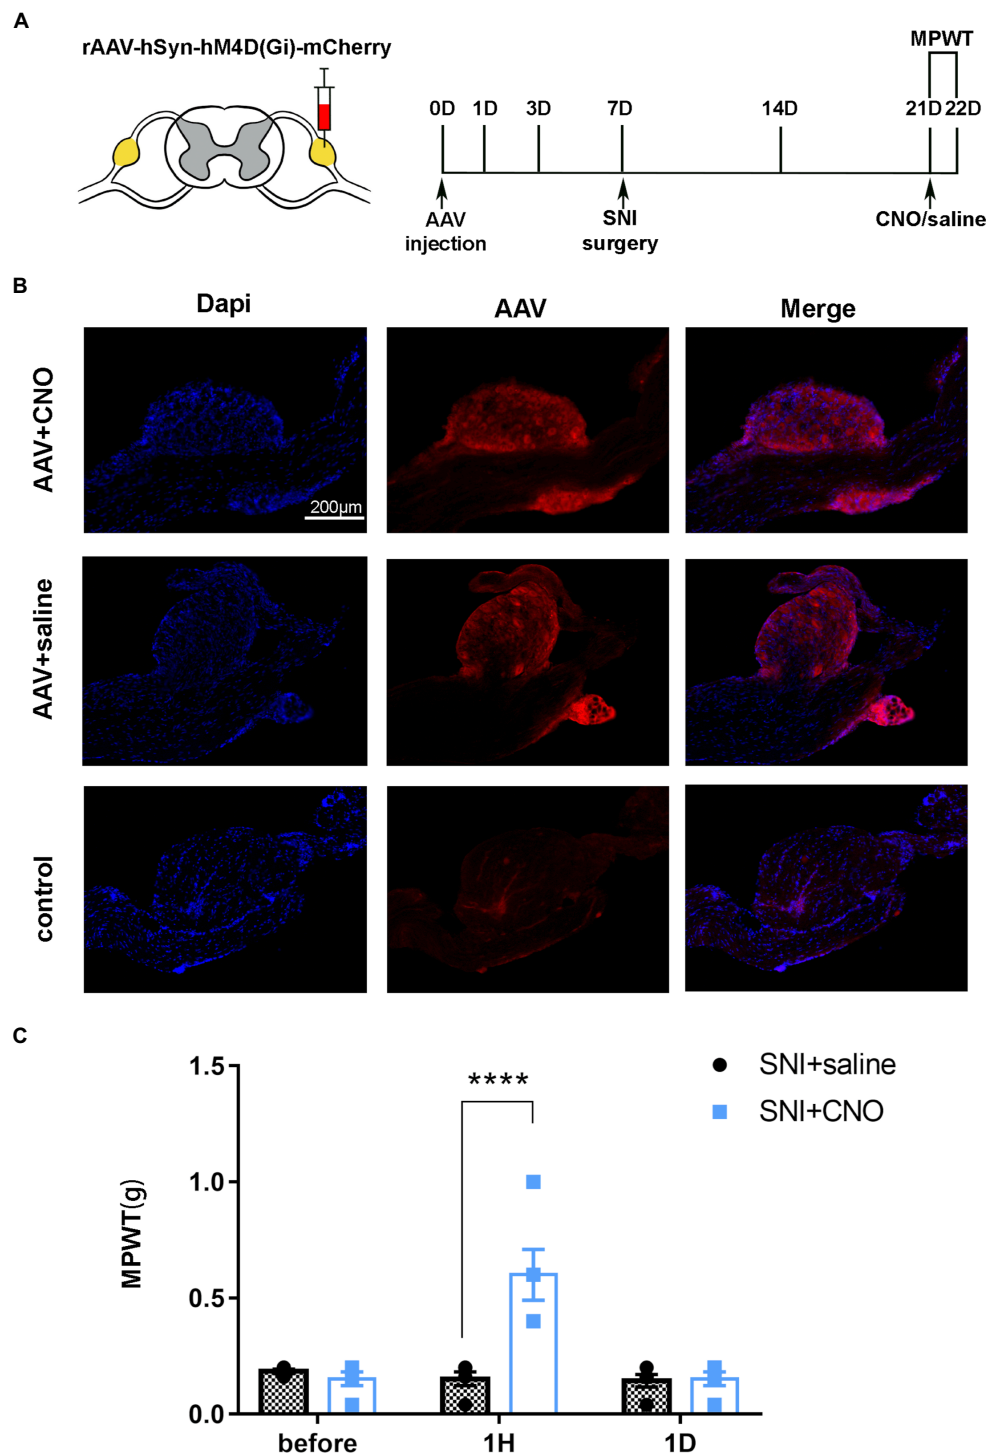 A
rAAV-hSyn-hM4D(Gi)-mCherry
MPWT
0D 1D 3D 7D 14D 21D 22D
AAV
injection
SNI
surgery
CNO/saline
B
Dapi AAV Merge
AAV+CNO
200μm
AAV+saline
control
C
SNI+saline
SNI+CNO
****
MPWT(g)
1.5
1.0
0.5
0.0
before 1H 1D